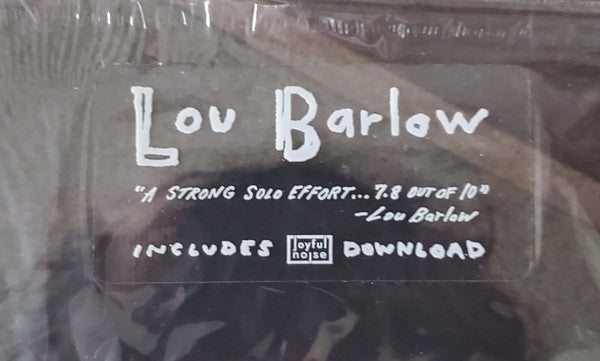 Lou Barlow
"A STRONG SOLO EFFORT... 7.8 OUT OF 10"
-Lou Barlow
INCLUDES joyful noise DOWNLOAD